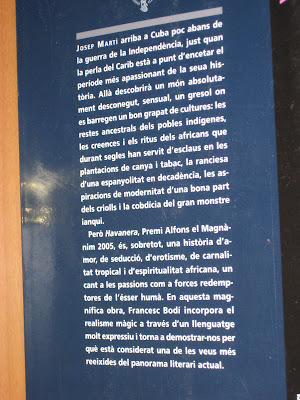 JOSEP MARTÍ arriba a Cuba poc abans de
la guerra de la Independència, just quan
la perla del Carib està a punt d'encetar el
període més apassionant de la seua his-
tòria. Allà descobrirà un món absoluta-
ment desconegut, sensual, un gresol on
es barregen un bon grapat de cultures: les
restes ancestrals dels pobles indígenes,
les creences i els ritus dels africans que
durant segles han servit d'esclaus en les
plantacions de canya i tabac, la ranciesa
d'una espanyolitat en decadència, les as-
piracions de modernitat d'una bona part
dels criolls i la cobdícia del gran monstre
ianqui.
Però Havanera, Premi Alfons el Magnà-
nim 2005, és, sobretot, una història d'a-
mor, de seducció, d'erotisme, de carnali-
tat tropical i d'espiritualitat africana, un
cant a les passions com a forces redemp-
tores de l'ésser humà. En aquesta mag-
nífica obra, Francesc Bodí incorpora el
realisme màgic a través d'un llenguatge
molt expressiu i torna a demostrar-nos per
què està considerat una de les veus més
reeixides del panorama literari actual.